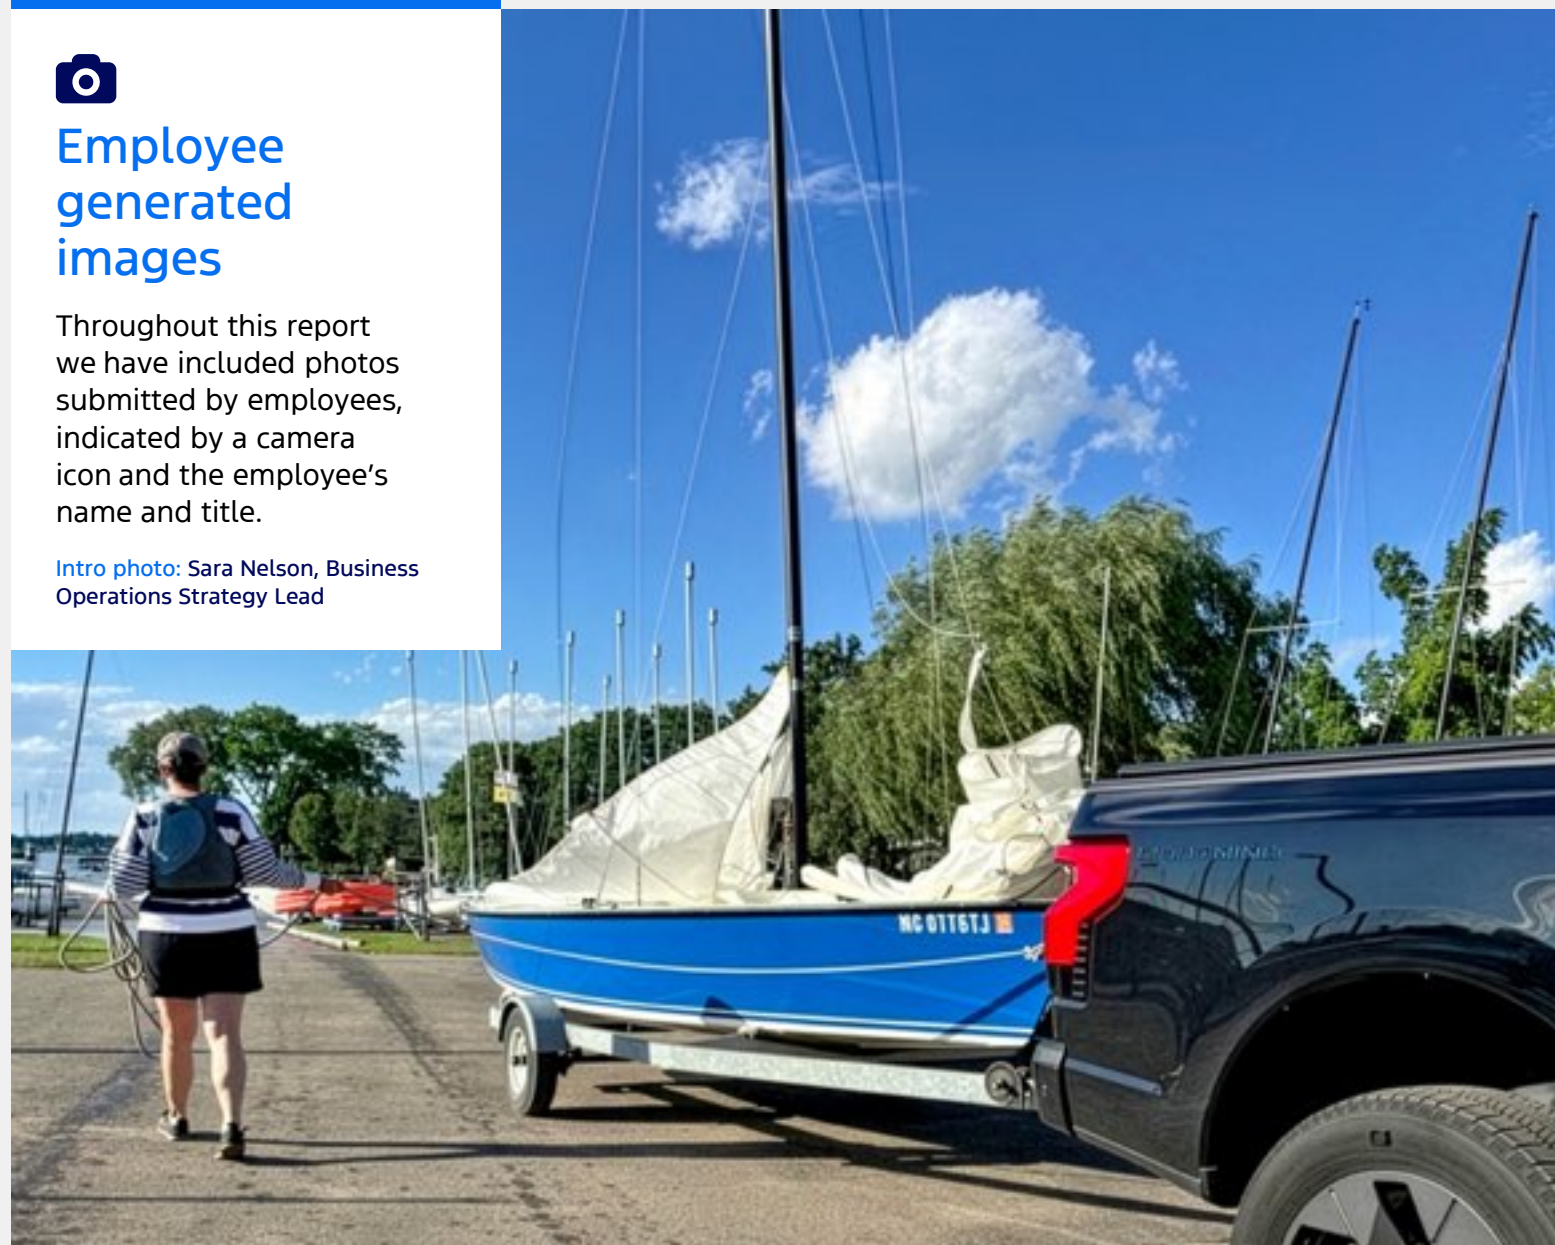 Employee
generated
images
Throughout this report
we have included photos
submitted by employees,
indicated by a camera
icon and the employee's
name and title.
Intro photo: Sara Nelson, Business
Operations Strategy Lead